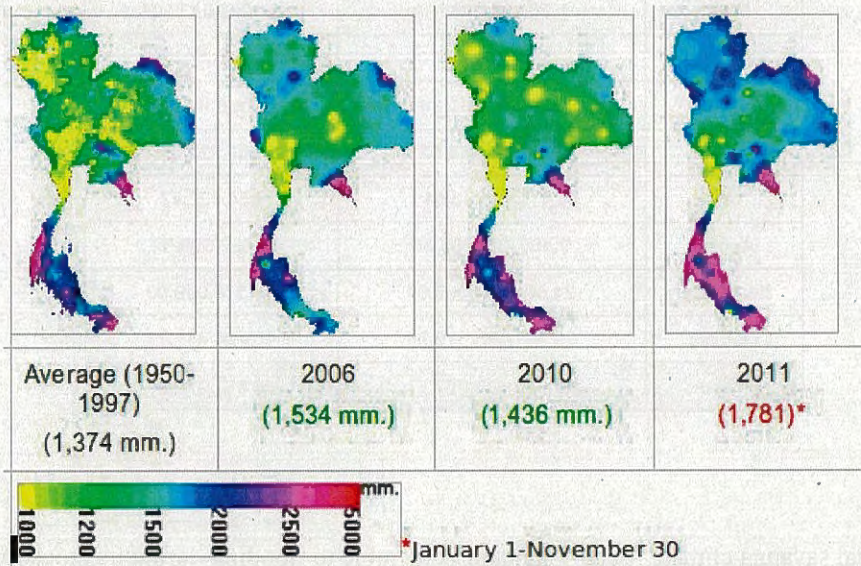 Average (1950-
1997)
(1,374 mm.)
2006
(1,534 mm.)
2010
(1,436 mm.)
2011
(1,781)*
mm.
1000 1200 1500 2000 2500 5000
*January 1-November 30